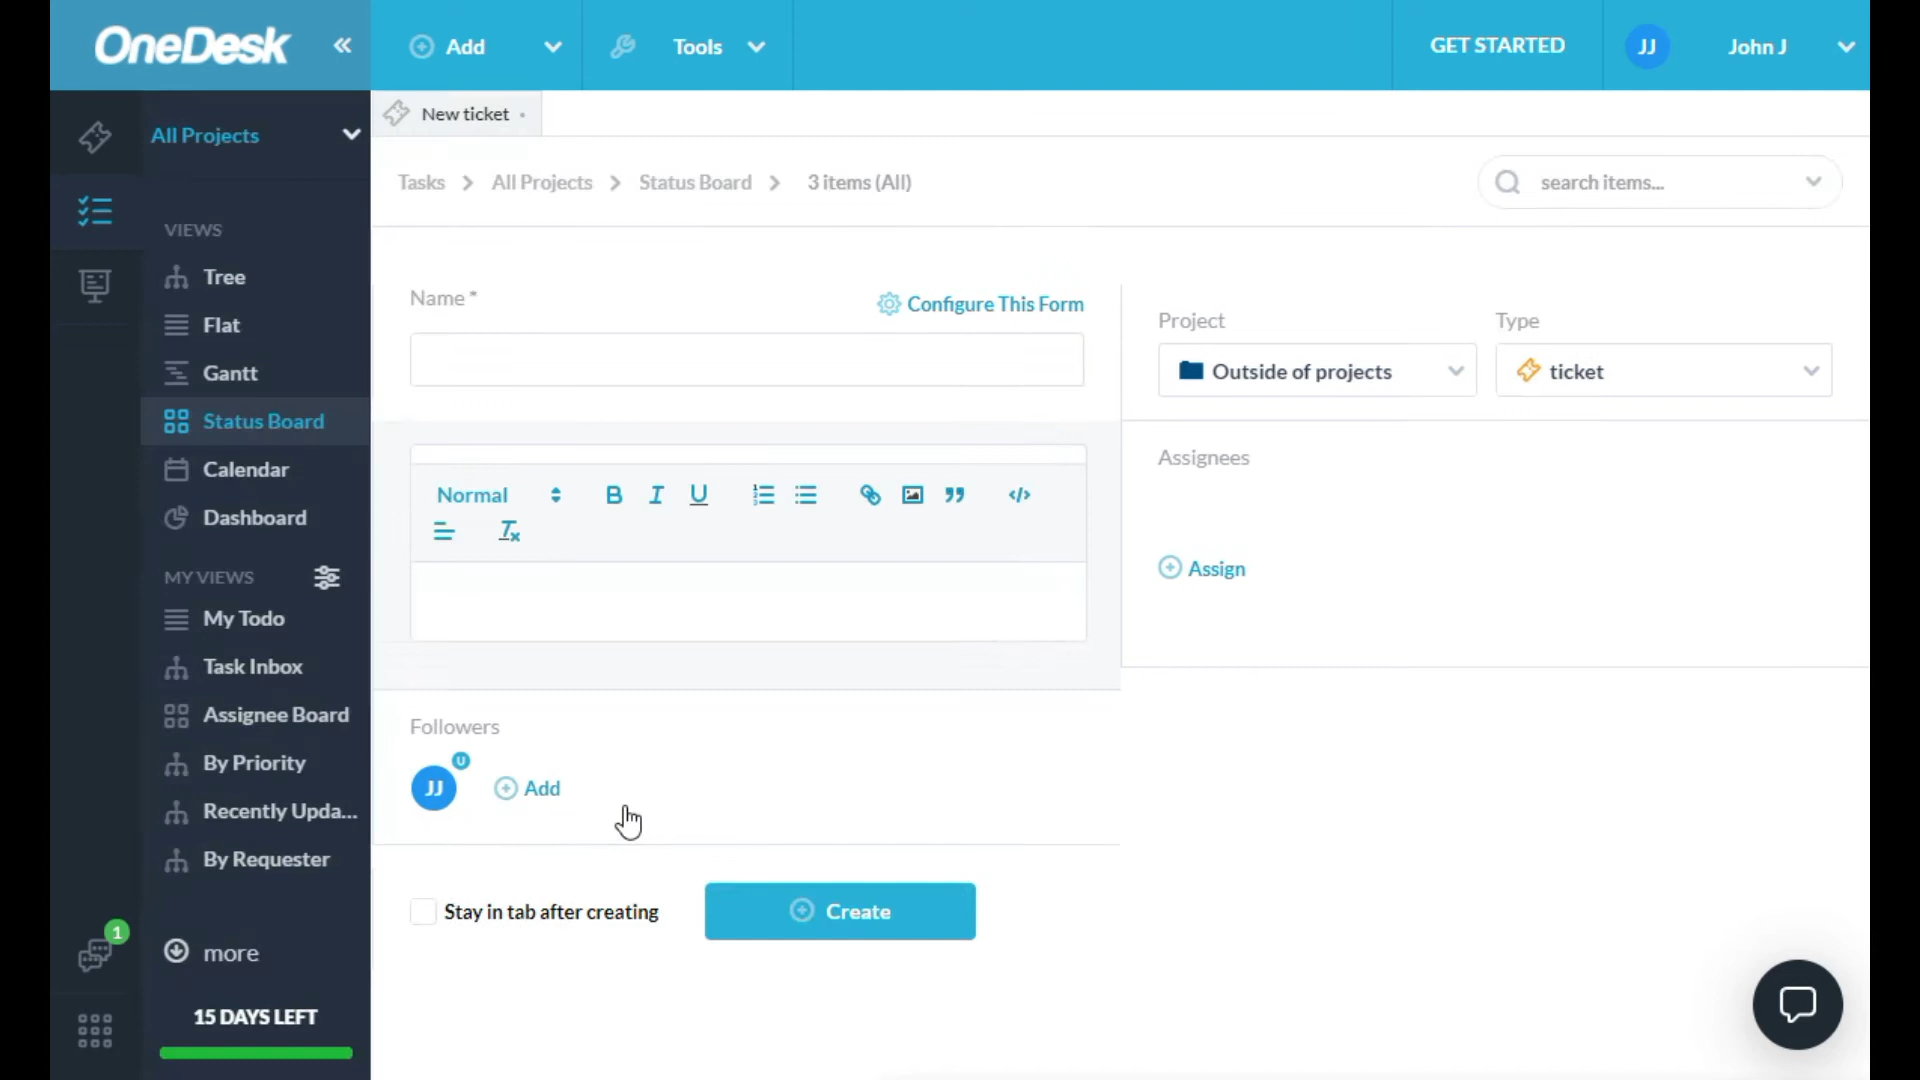 OneDesk
Add
Tools
GET STARTED
JJ
John J
All Projects
New ticket
Tasks
All Projects
Status Board
3 items (All)
search items...
VIEWS
Tree
Flat
Gantt
Status Board
Calendar
Dashboard
MY VIEWS
My Todo
Task Inbox
Assignee Board
By Priority
Recently Upda...
By Requester
1
more
15 DAYS LEFT
Name *
Configure This Form
Normal
Followers
JJ
U
Add
Stay in tab after creating
Create
Project
Outside of projects
Type
ticket
Assignees
Assign